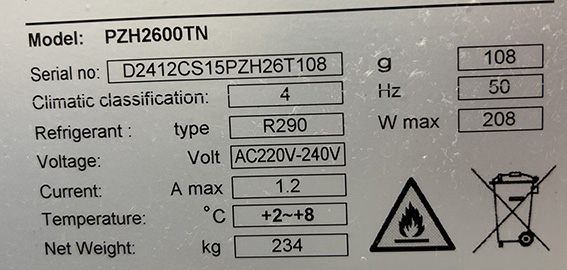 Model: PZH2600TN
Serial no: D2412CS15PZH26T108 g 108
Climatic classification: 4 Hz 50
Refrigerant : type R290 W max 208
Voltage: Volt AC220V-240V
Current: A max 1.2
Temperature: °C +2~+8
Net Weight: kg 234